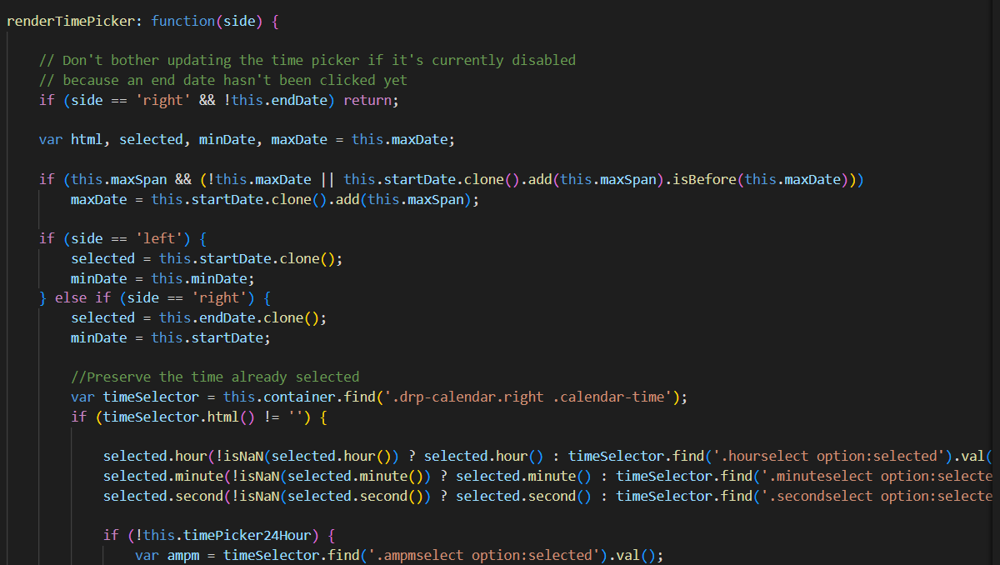 renderTimePicker: function(side) {
// Don't bother updating the time picker if it's currently disabled
// because an end date hasn't been clicked yet
if (side == 'right' && !this.endDate) return;
var html, selected, minDate, maxDate = this.maxDate;
if (this.maxSpan && (!this.maxDate || this.startDate.clone().add(this.maxSpan).isBefore(this.maxDate)))
maxDate = this.startDate.clone().add(this.maxSpan);
if (side == 'left') {
selected = this.startDate.clone();
minDate = this.minDate;
} else if (side == 'right') {
selected = this.endDate.clone();
minDate = this.startDate;
//Preserve the time already selected
var timeSelector = this.container.find('.drp-calendar.right .calendar-time');
if (timeSelector.html() != '') {
selected.hour(!isNaN(selected.hour()) ? selected.hour() : timeSelector.find('.hourselect option:selected').val(
selected.minute(!isNaN(selected.minute()) ? selected.minute() : timeSelector.find('.minuteselect option:selecte
selected.second(!isNaN(selected.second()) ? selected.second() : timeSelector.find('.secondselect option:selecte
if (!this.timePicker24Hour) {
var ampm = timeSelector.find('.ampmselect option:selected').val();